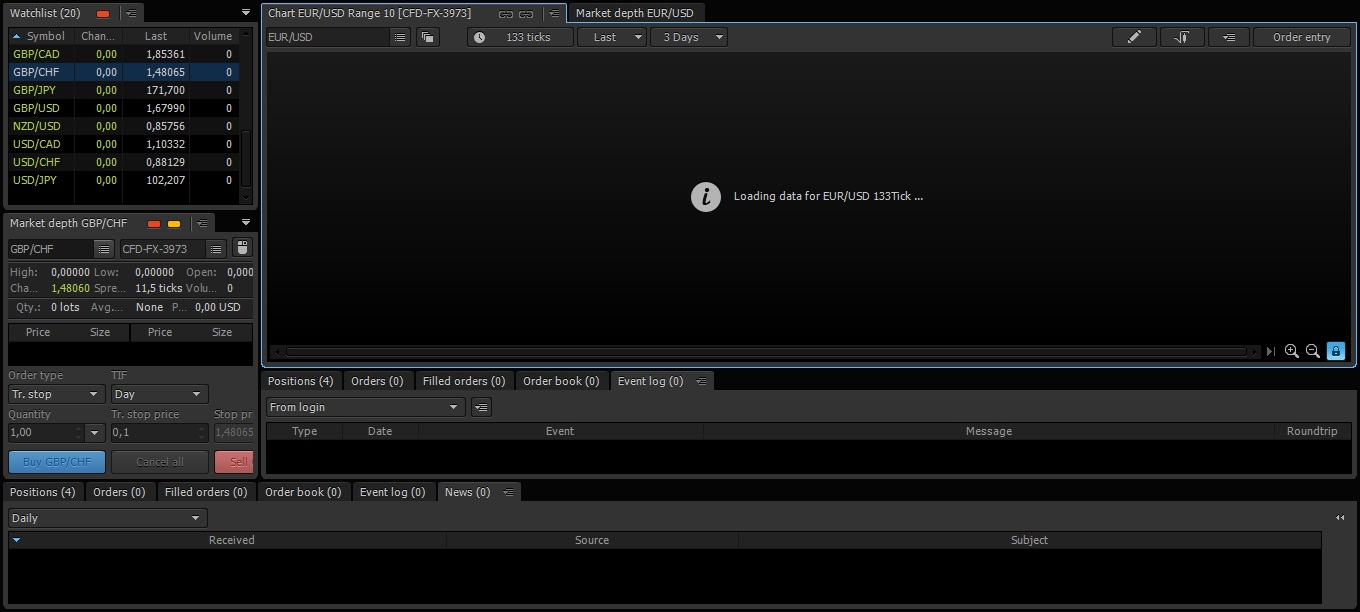 Watchlist (20)
Symbol Chan... Last Volume
GBP/CAD 0,00 1,85361 0
GBP/CHF 0,00 1,48065 0
GBP/JPY 0,00 171,700 0
GBP/USD 0,00 1,67990 0
NZD/USD 0,00 0,85756 0
USD/CAD 0,00 1,10332 0
USD/CHF 0,00 0,88129 0
USD/JPY 0,00 102,207 0
Market depth GBP/CHF
GBP/CHF CFD-FX-3973
High: 0,00000 Low: 0,00000 Open: 0,000
Cha... 1,48060 Spre... 11,5 ticks Volu... 0
Qty.: 0 lots Avg.... None P... 0,00 USD
Price Size Price Size
Order type TIF
Tr. stop Day
Quantity Tr. stop price Stop pr
1,00 0,1 1,48065
Buy GBP/CHF Cancel all Sell
Chart EUR/USD Range 10 [CFD-FX-3973] Market depth EUR/USD
EUR/USD 133 ticks Last 3 Days Order entry
Loading data for EUR/USD 133Tick ...
Positions (4) Orders (0) Filled orders (0) Order book (0) Event log (0)
From login
Type Date Event Message Roundtrip
Positions (4) Orders (0) Filled orders (0) Order book (0) Event log (0) News (0)
Daily
Received Source Subject